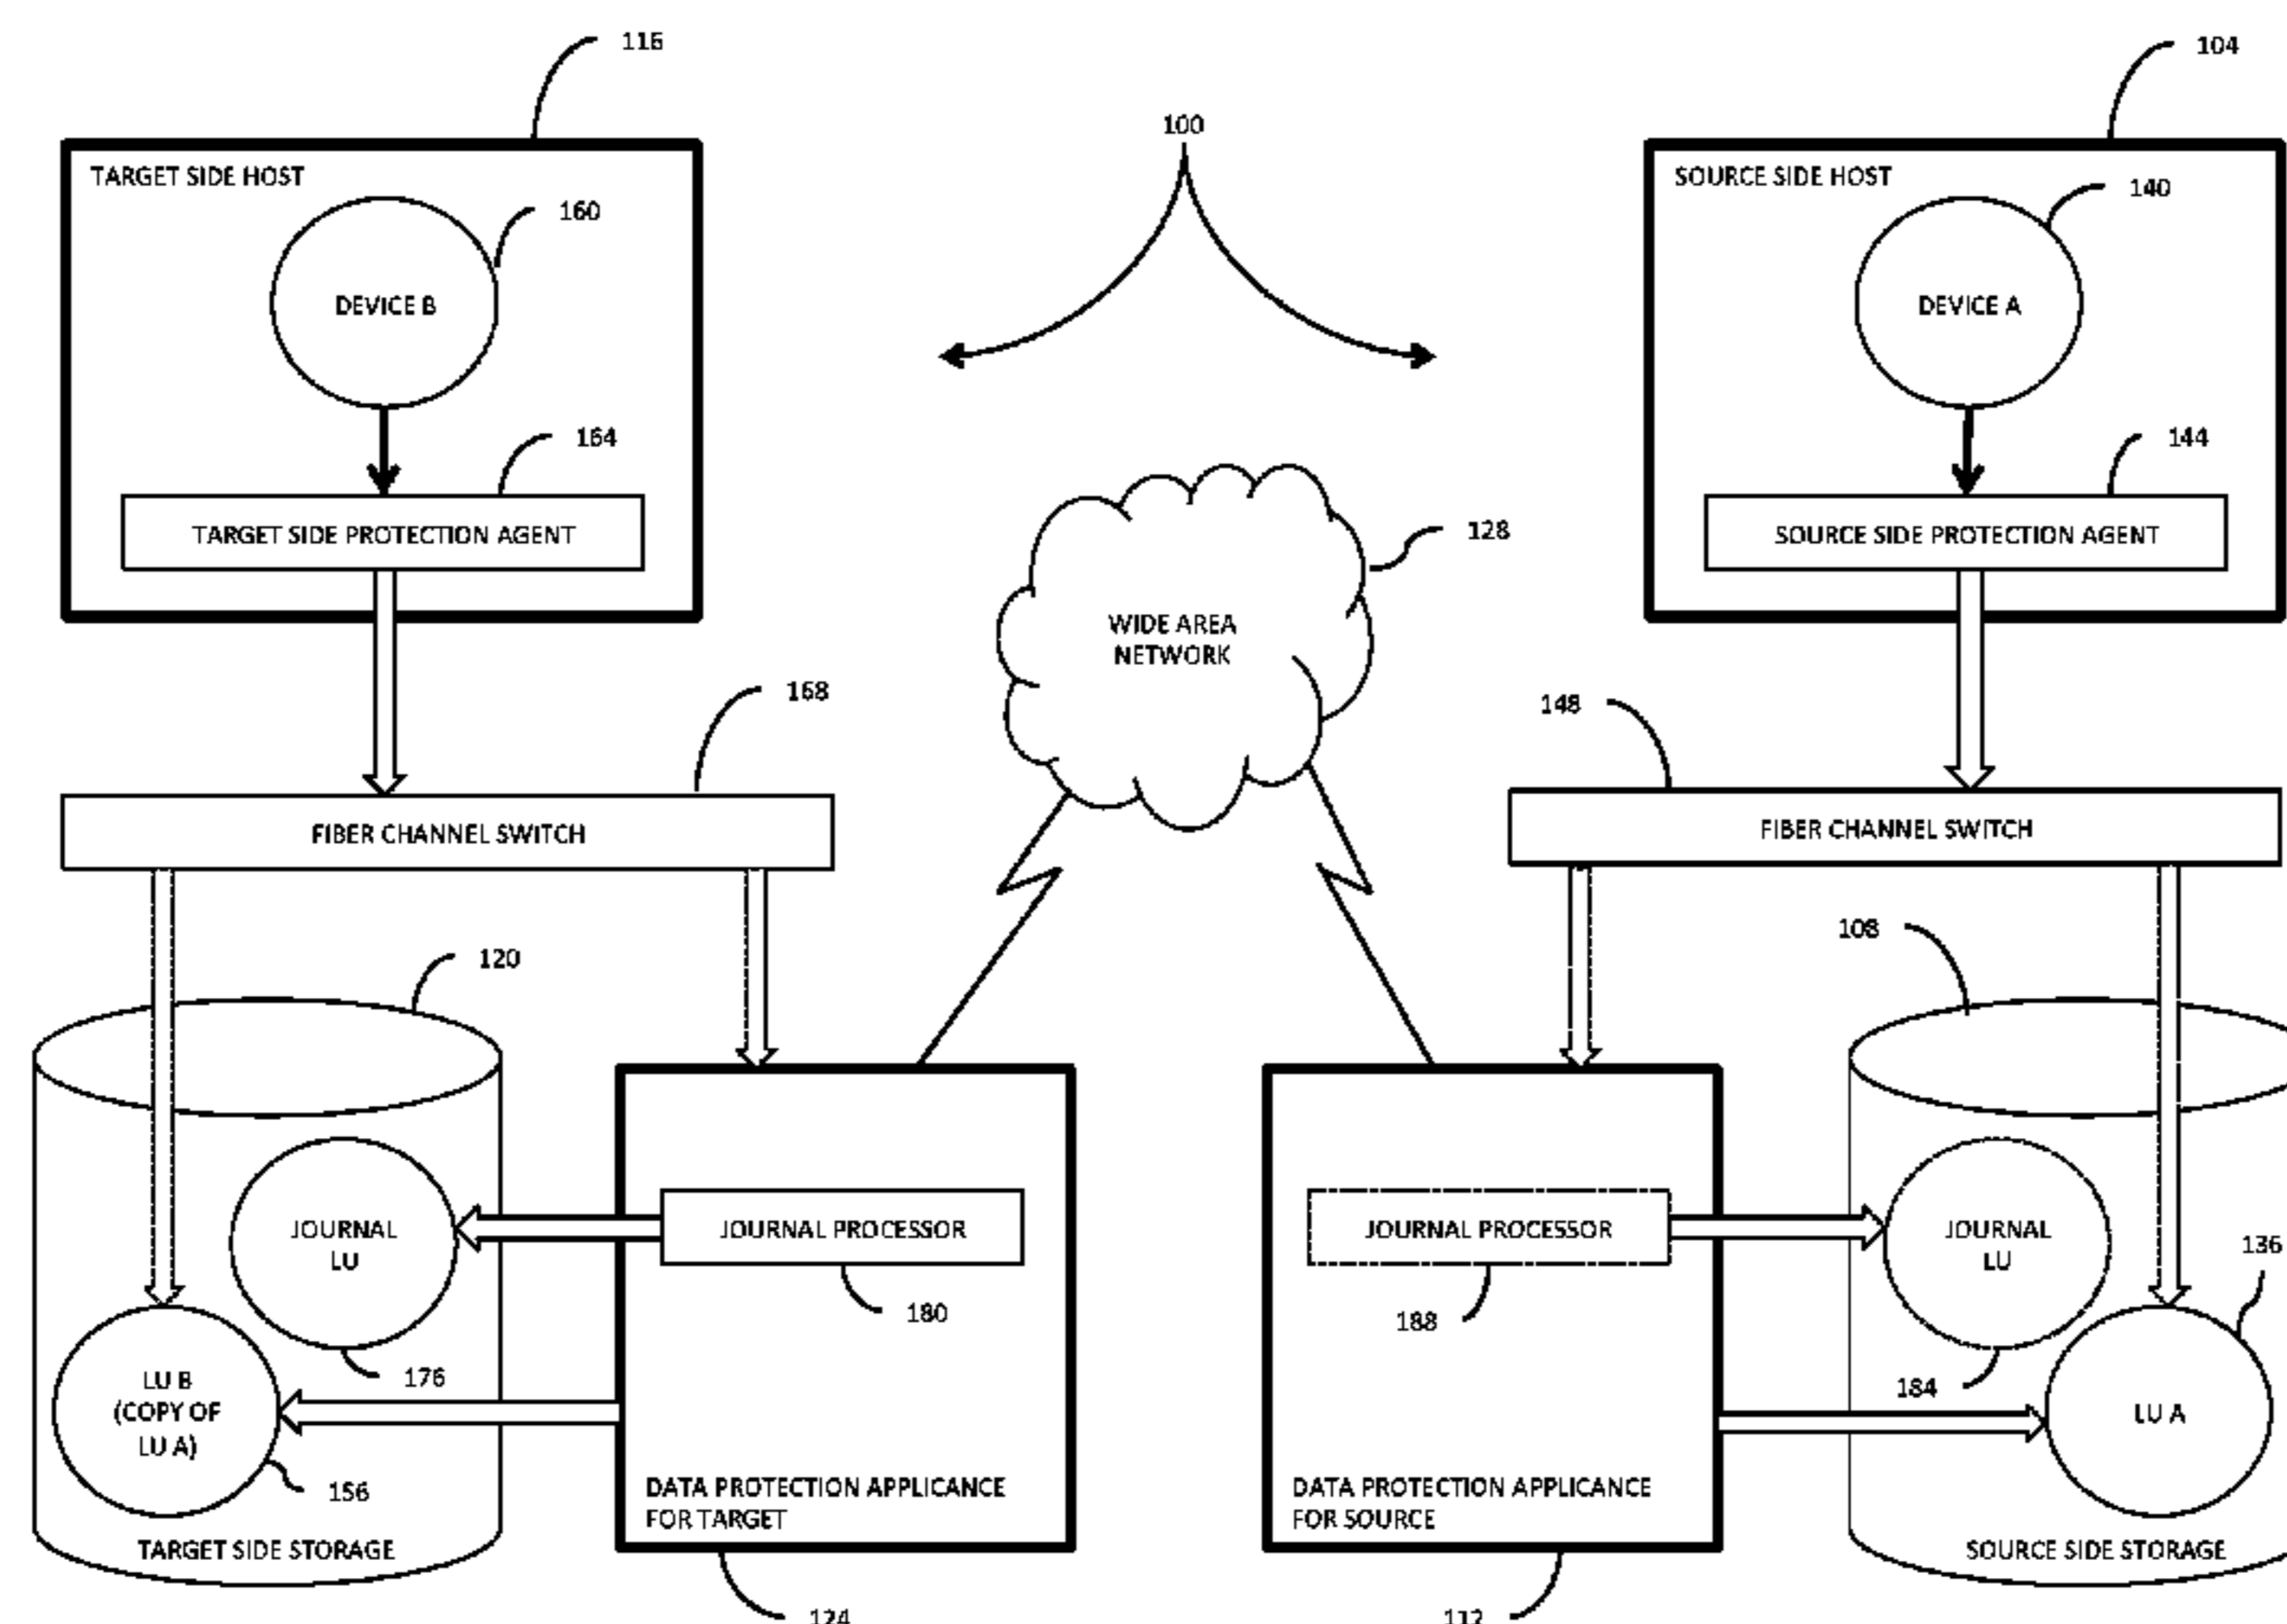 116
104
100
TARGET SIDE HOST
SOURCE SIDE HOST
160
140
DEVICE B
DEVICE A
164
144
TARGET SIDE PROTECTION AGENT
SOURCE SIDE PROTECTION AGENT
128
WIDE AREA
NETWORK
168
148
FIBER CHANNEL SWITCH
FIBER CHANNEL SWITCH
120
108
JOURNAL
LU
JOURNAL PROCESSOR
JOURNAL PROCESSOR
JOURNAL
LU
136
180
188
176
184
LU B
(COPY OF
LU A)
LU A
156
DATA PROTECTION APPLICANCE
FOR TARGET
DATA PROTECTION APPLICANCE
FOR SOURCE
TARGET SIDE STORAGE
SOURCE SIDE STORAGE
124
112